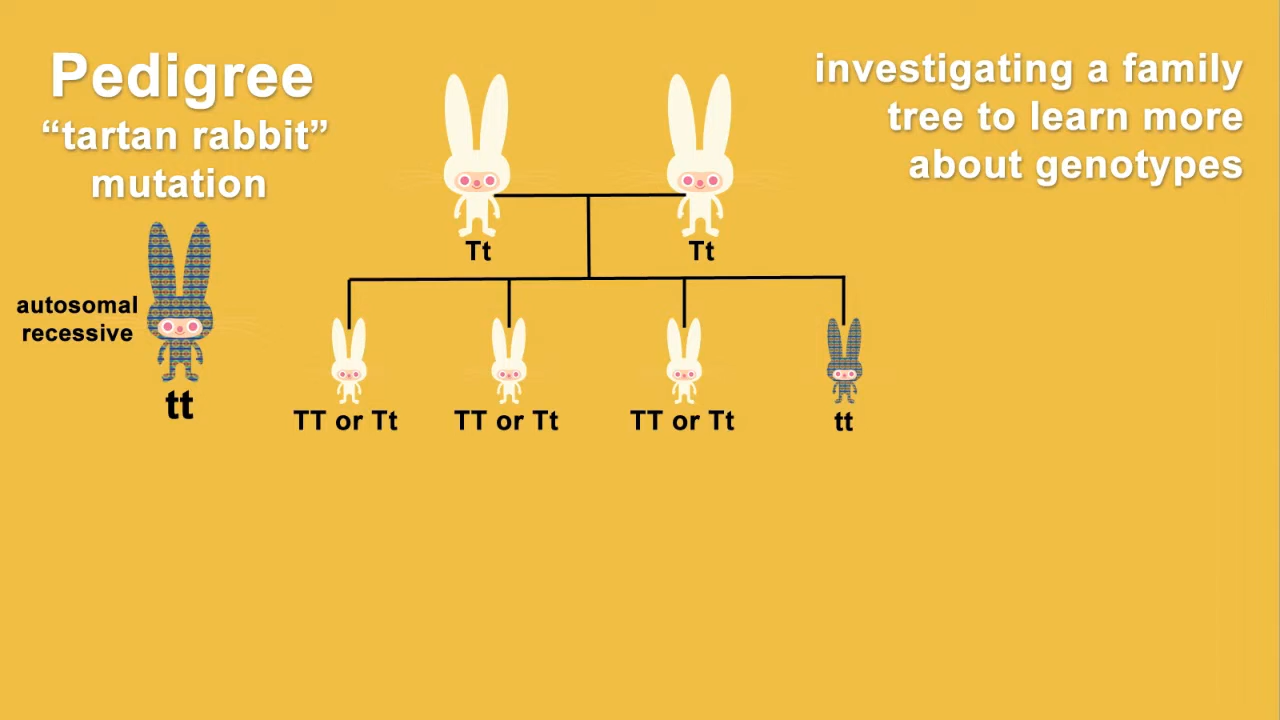 Pedigree
“tartan rabbit”
mutation
investigating a family
tree to learn more
about genotypes
autosomal
recessive
tt
Tt
Tt
TT or Tt
TT or Tt
TT or Tt
tt